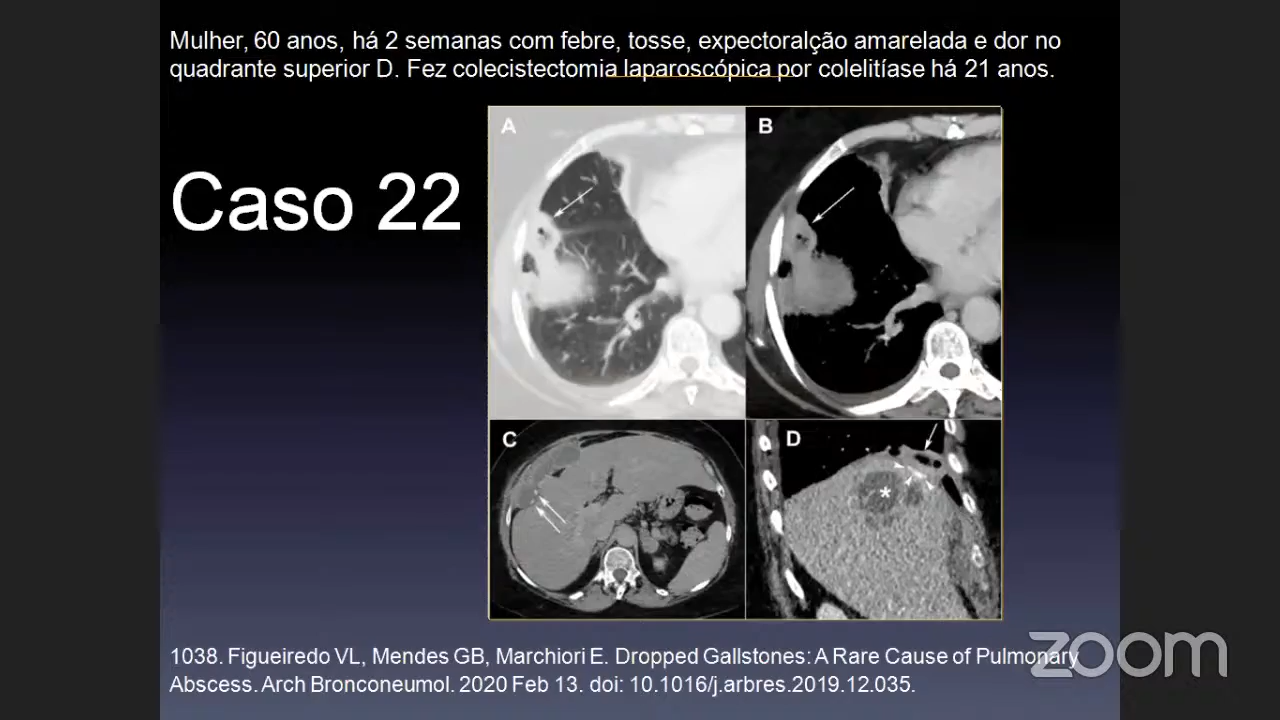 Mulher, 60 anos, há 2 semanas com febre, tosse, expectoralção amarelada e dor no
quadrante superior D. Fez colecistectomia laparoscópica por colelitíase há 21 anos.
A
B
Caso 22
C
D
*
1038. Figueiredo VL, Mendes GB, Marchiori E. Dropped Gallstones: A Rare Cause of Pulmonary
Abscess. Arch Bronconeumol. 2020 Feb 13. doi: 10.1016/j.arbres.2019.12.035.
zoom